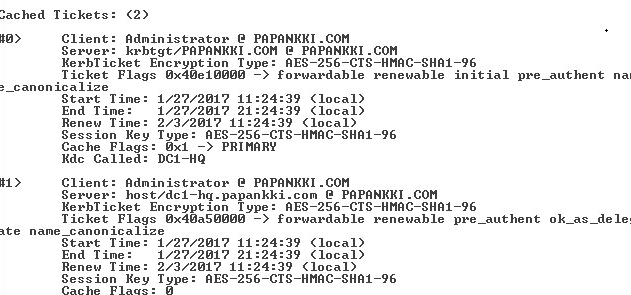 Cached Tickets: (2)
#0> Client: Administrator @ PAPANKKI.COM
Server: krbtgt/PAPANKKI.COM @ PAPANKKI.COM
KerbTicket Encryption Type: AES-256-CTS-HMAC-SHA1-96
Ticket Flags 0x40e10000 -> forwardable renewable initial pre_authent nam
e_canonicalize
Start Time: 1/27/2017 11:24:39 (local)
End Time: 1/27/2017 21:24:39 (local)
Renew Time: 2/3/2017 11:24:39 (local)
Session Key Type: AES-256-CTS-HMAC-SHA1-96
Cache Flags: 0x1 -> PRIMARY
Kdc Called: DC1-HQ
#1> Client: Administrator @ PAPANKKI.COM
Server: host/dc1-hq.papankki.com @ PAPANKKI.COM
KerbTicket Encryption Type: AES-256-CTS-HMAC-SHA1-96
Ticket Flags 0x40a50000 -> forwardable renewable pre_authent ok_as_deleg
ate name_canonicalize
Start Time: 1/27/2017 11:24:39 (local)
End Time: 1/27/2017 21:24:39 (local)
Renew Time: 2/3/2017 11:24:39 (local)
Session Key Type: AES-256-CTS-HMAC-SHA1-96
Cache Flags: 0